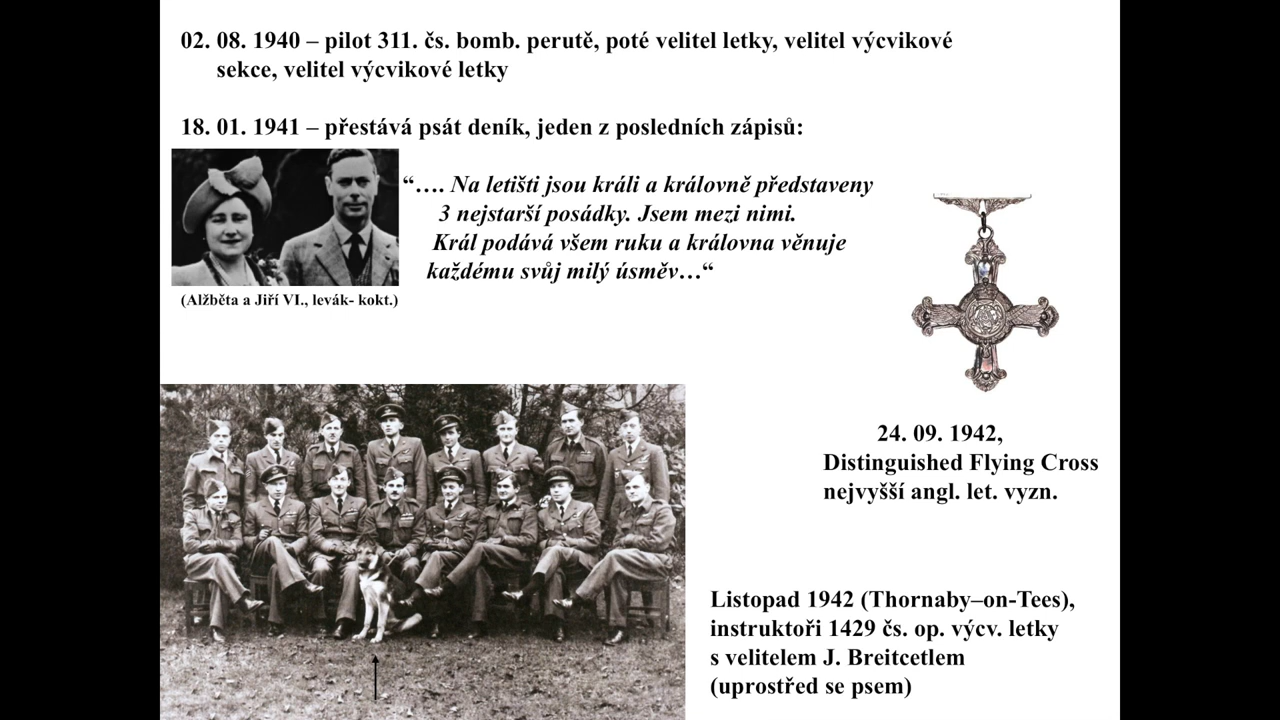 02. 08. 1940 – pilot 311. čs. bomb. perutě, poté velitel letky, velitel výcvikové
sekce, velitel výcvikové letky
18. 01. 1941 – přestává psát deník, jeden z posledních zápisů:
“…. Na letišti jsou králi a královně představeny
3 nejstarší posádky. Jsem mezi nimi.
Král podává všem ruku a královna věnuje
každému svůj milý úsměv…“
(Alžběta a Jiří VI., levák- kokt.)
24. 09. 1942,
Distinguished Flying Cross
nejvyšší angl. let. vyzn.
Listopad 1942 (Thornaby–on-Tees),
instruktoři 1429 čs. op. výcv. letky
s velitelem J. Breitcetlem
(uprostřed se psem)